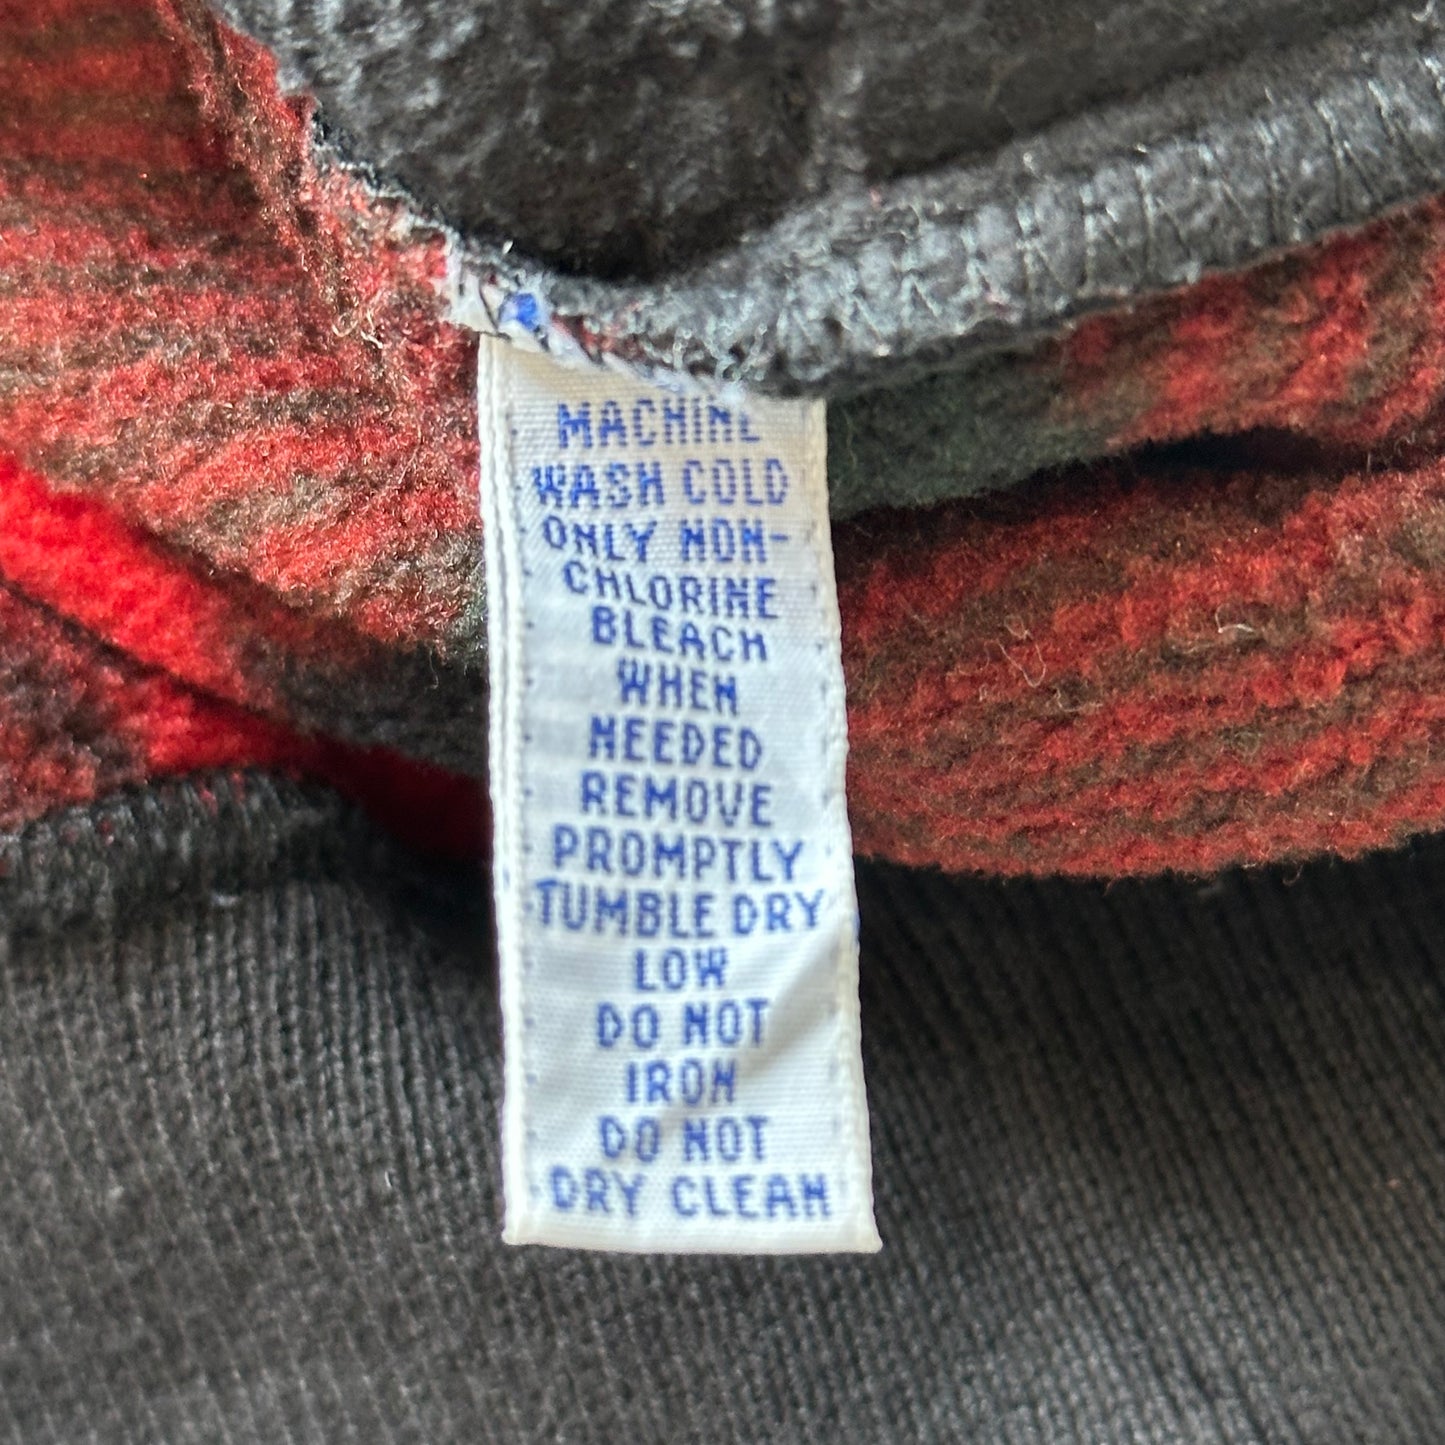 MACHINE
WASH COLD
ONLY NON-
CHLORINE
BLEACH
WHEN
NEEDED
REMOVE
PROMPTLY
TUMBLE DRY
LOW
DO NOT
IRON
DO NOT
DRY CLEAN